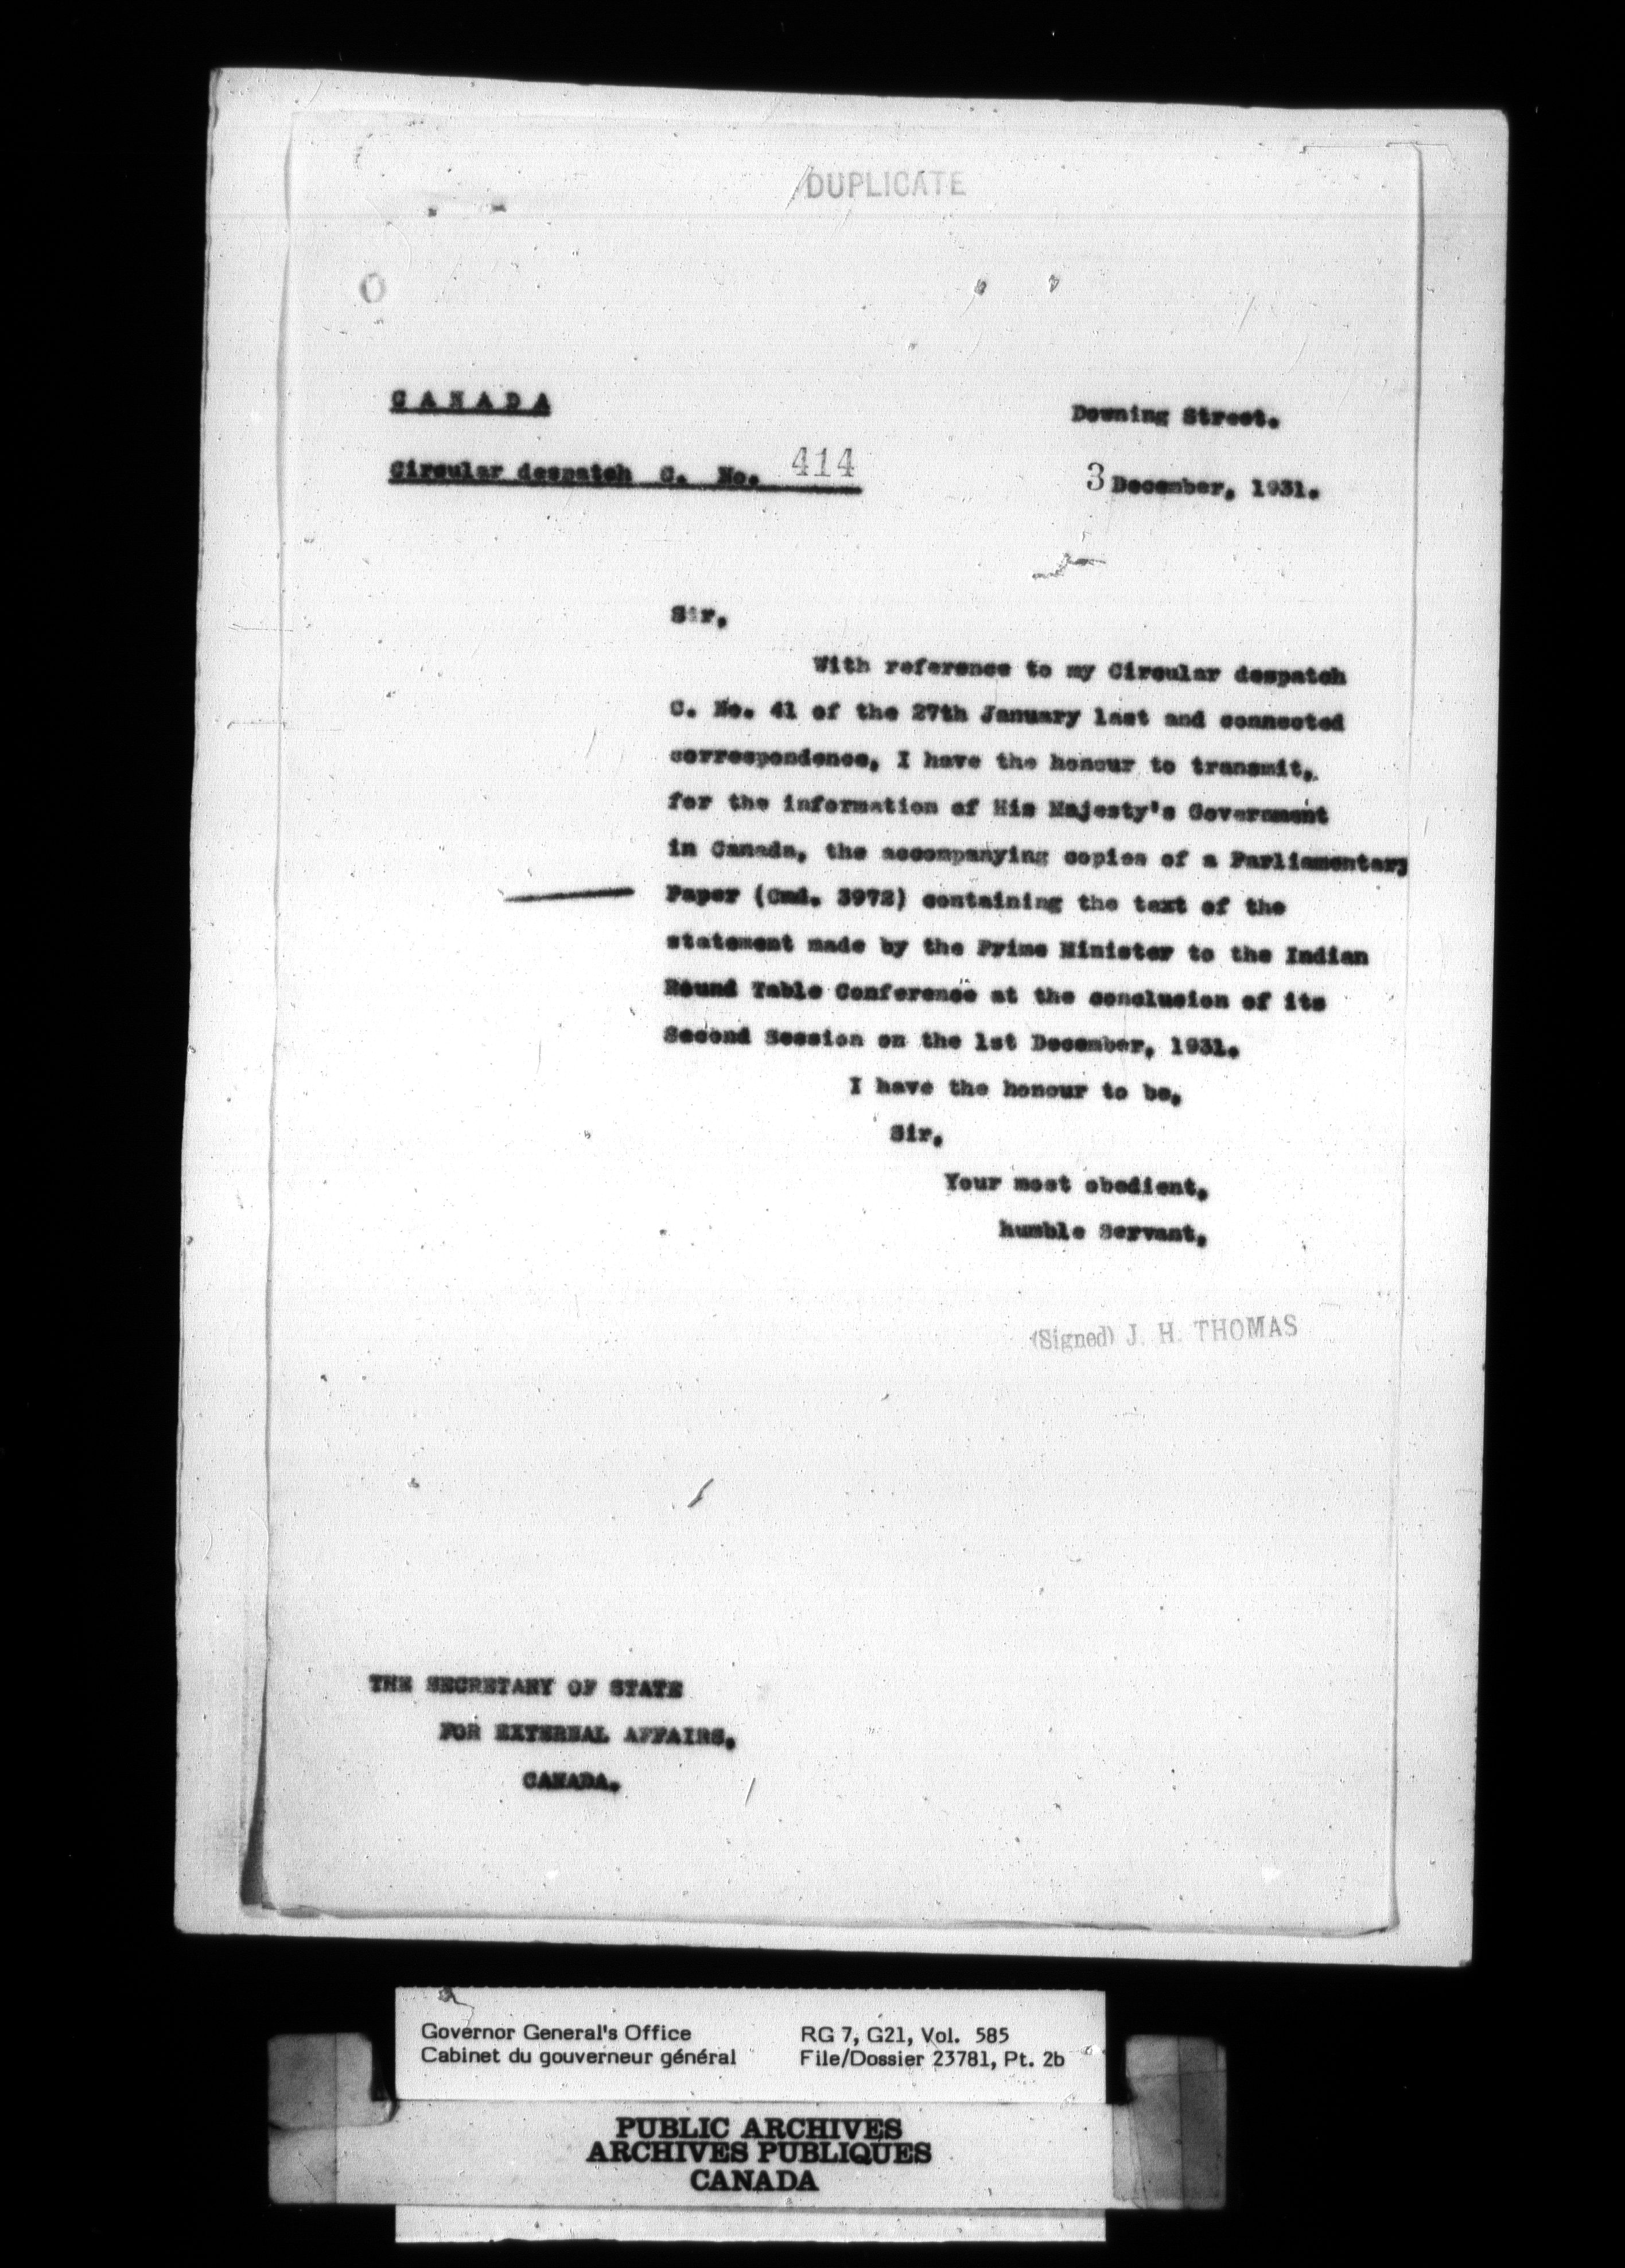 DUPLICATE
CANADA
Downing Street.
Circular despatch C. No. 414
3 December, 1931.
Sir,
With reference to my Circular despatch
C. No. 41 of the 27th January last and connected
correspondence, I have the honour to transmit,
for the information of His Majesty's Government
in Canada, the accompanying copies of a Parliamentary
Paper (Cmd. 3972) containing the text of the
statement made by the Prime Minister to the Indian
Round Table Conference at the conclusion of its
Second Session on the 1st December, 1931.
I have the honour to be,
Sir,
Your most obedient,
humble Servant,
(Signed) J. H. THOMAS
THE SECRETARY OF STATE
FOR EXTERNAL AFFAIRS,
CANADA.
Governor General's Office
Cabinet du gouverneur général
RG 7, G21, Vol. 585
File/Dossier 23781, Pt. 2b
PUBLIC ARCHIVES
ARCHIVES PUBLIQUES
CANADA